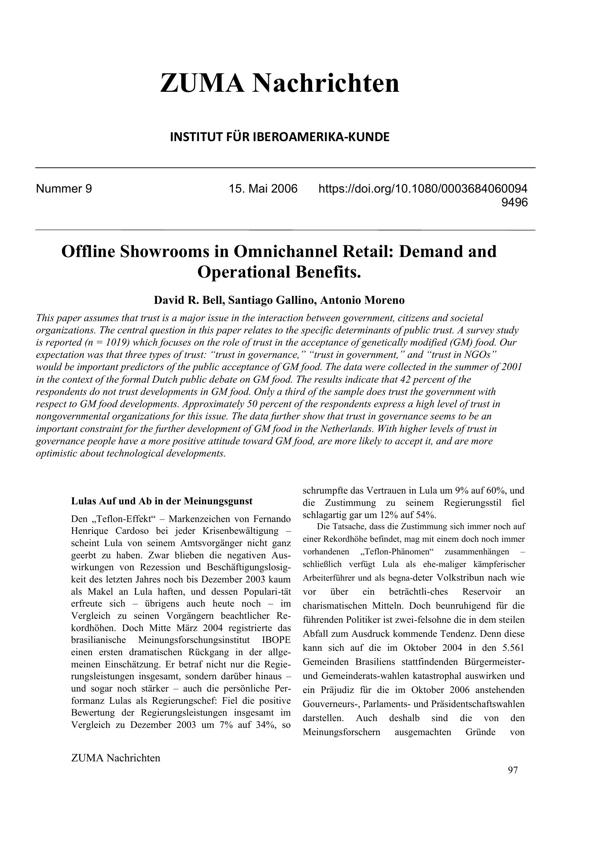 ZUMA Nachrichten
INSTITUT FÜR IBEROAMERIKA-KUNDE
Nummer 9 15. Mai 2006 https://doi.org/10.1080/0003684060094
9496
Offline Showrooms in Omnichannel Retail: Demand and
Operational Benefits.
David R. Bell, Santiago Gallino, Antonio Moreno
This paper assumes that trust is a major issue in the interaction between government, citizens and societal
organizations. The central question in this paper relates to the specific determinants of public trust. A survey study
is reported (n = 1019) which focuses on the role of trust in the acceptance of genetically modified (GM) food. Our
expectation was that three types of trust: “trust in governance,” “trust in government,” and “trust in NGOs”
would be important predictors of the public acceptance of GM food. The data were collected in the summer of 2001
in the context of the formal Dutch public debate on GM food. The results indicate that 42 percent of the
respondents do not trust developments in GM food. Only a third of the sample does trust the government with
respect to GM food developments. Approximately 50 percent of the respondents express a high level of trust in
nongovernmental organizations for this issue. The data further show that trust in governance seems to be an
important constraint for the further development of GM food in the Netherlands. With higher levels of trust in
governance people have a more positive attitude toward GM food, are more likely to accept it, and are more
optimistic about technological developments.
Lulas Auf und Ab in der Meinungsgunst
Den „Teflon-Effekt“ – Markenzeichen von Fernando
Henrique Cardoso bei jeder Krisenbewältigung –
scheint Lula von seinem Amtsvorgänger nicht ganz
geerbt zu haben. Zwar blieben die negativen Aus-
wirkungen von Rezession und Beschäftigungslosig-
keit des letzten Jahres noch bis Dezember 2003 kaum
als Makel an Lula haften, und dessen Populari-tät
erfreute sich – übrigens auch heute noch – im
Vergleich zu seinen Vorgängern beachtlicher Re-
kordhöhen. Doch Mitte März 2004 registrierte das
brasilianische Meinungsforschungsinstitut IBOPE
einen ersten dramatischen Rückgang in der allge-
meinen Einschätzung. Er betraf nicht nur die Regie-
rungsleistungen insgesamt, sondern darüber hinaus –
und sogar noch stärker – auch die persönliche Per-
formanz Lulas als Regierungschef: Fiel die positive
Bewertung der Regierungsleistungen insgesamt im
Vergleich zu Dezember 2003 um 7% auf 34%, so
schrumpfte das Vertrauen in Lula um 9% auf 60%, und
die Zustimmung zu seinem Regierungsstil fiel
schlagartig gar um 12% auf 54%.
Die Tatsache, dass die Zustimmung sich immer noch auf
einer Rekordhöhe befindet, mag mit einem doch noch immer
vorhandenen „Teflon-Phänomen“ zusammenhängen –
schließlich verfügt Lula als ehe-maliger kämpferischer
Arbeiterführer und als begna-deter Volkstribun nach wie
vor über ein beträchtli-ches Reservoir an
charismatischen Mitteln. Doch beunruhigend für die
führenden Politiker ist zwei-felsohne die in dem steilen
Abfall zum Ausdruck kommende Tendenz. Denn diese
kann sich auf die im Oktober 2004 in den 5.561
Gemeinden Brasiliens stattfindenden Bürgermeister-
und Gemeinderats-wahlen katastrophal auswirken und
ein Präjudiz für die im Oktober 2006 anstehenden
Gouverneurs-, Parlaments- und Präsidentschaftswahlen
darstellen. Auch deshalb sind die von den
Meinungsforschern ausgemachten Gründe von
ZUMA Nachrichten
97